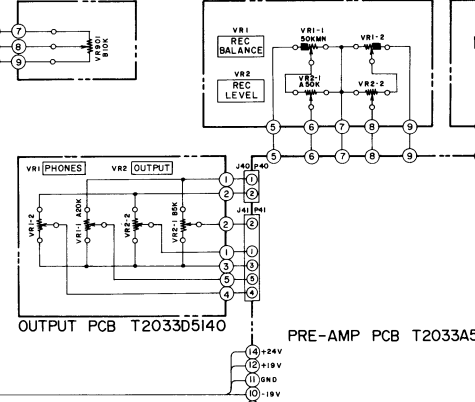 7
8
9
VR901
B10K
VR1
REC
BALANCE
VR2
REC
LEVEL
VR1-1
50KMN
VR1-2
VR2-1
A50K
VR2-2
5 6 7 8 9
5 6 7 8 9
VR1 PHONES VR2 OUTPUT
J40 P40
1 1
2 2
J41 P41
2 2
1 1
3 3
5 5
4 4
VR1-2
VR1-1 A20K
VR2-2
VR2-1 B5K
OUTPUT PCB T2033D5140
PRE-AMP PCB T2033A5
14 +24V
12 +19V
11 GND
10 -19V